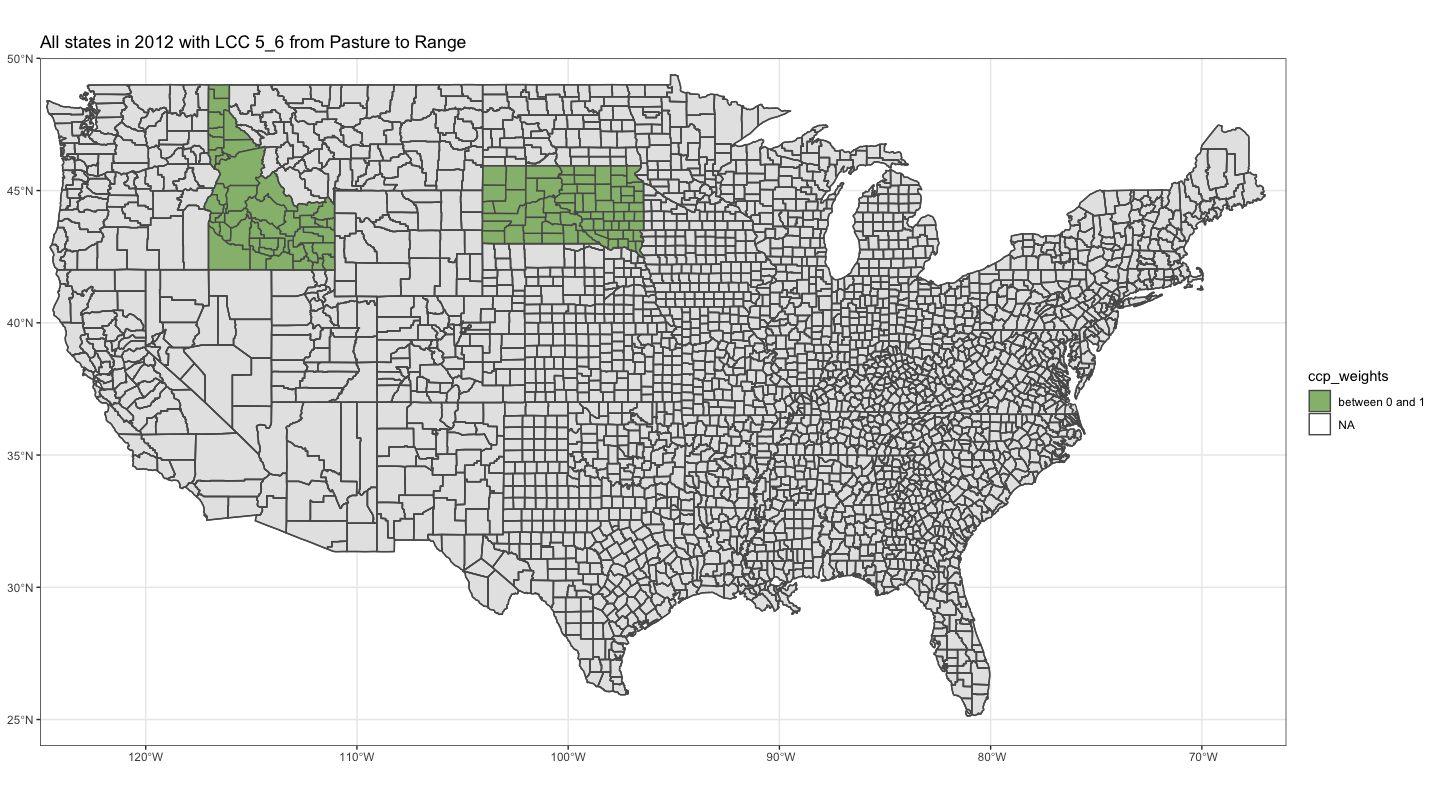 All states in 2012 with LCC 5_6 from Pasture to Range
50°N
45°N
40°N
35°N
30°N
25°N
120°W
110°W
100°W
90°W
80°W
70°W
ccp_weights
between 0 and 1
NA